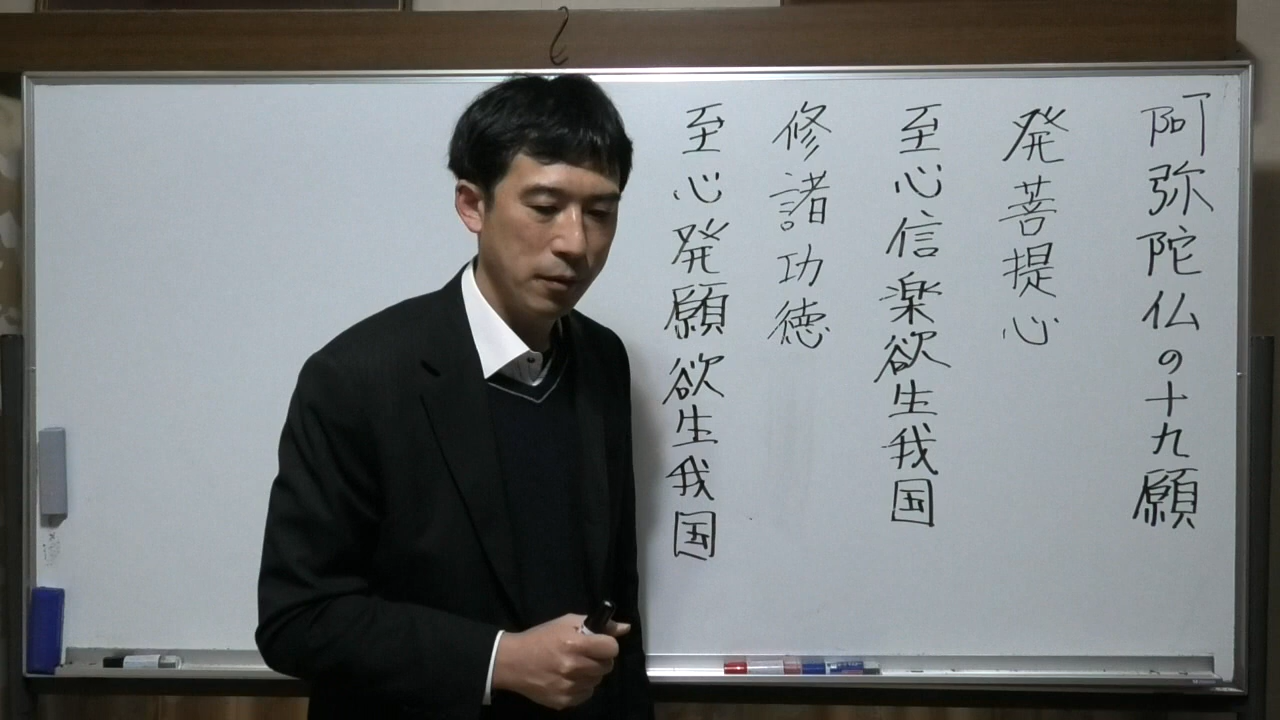 阿弥陀仏の十九願
発菩提心
至心信楽欲生我国
修諸功徳
至心発願欲生我国